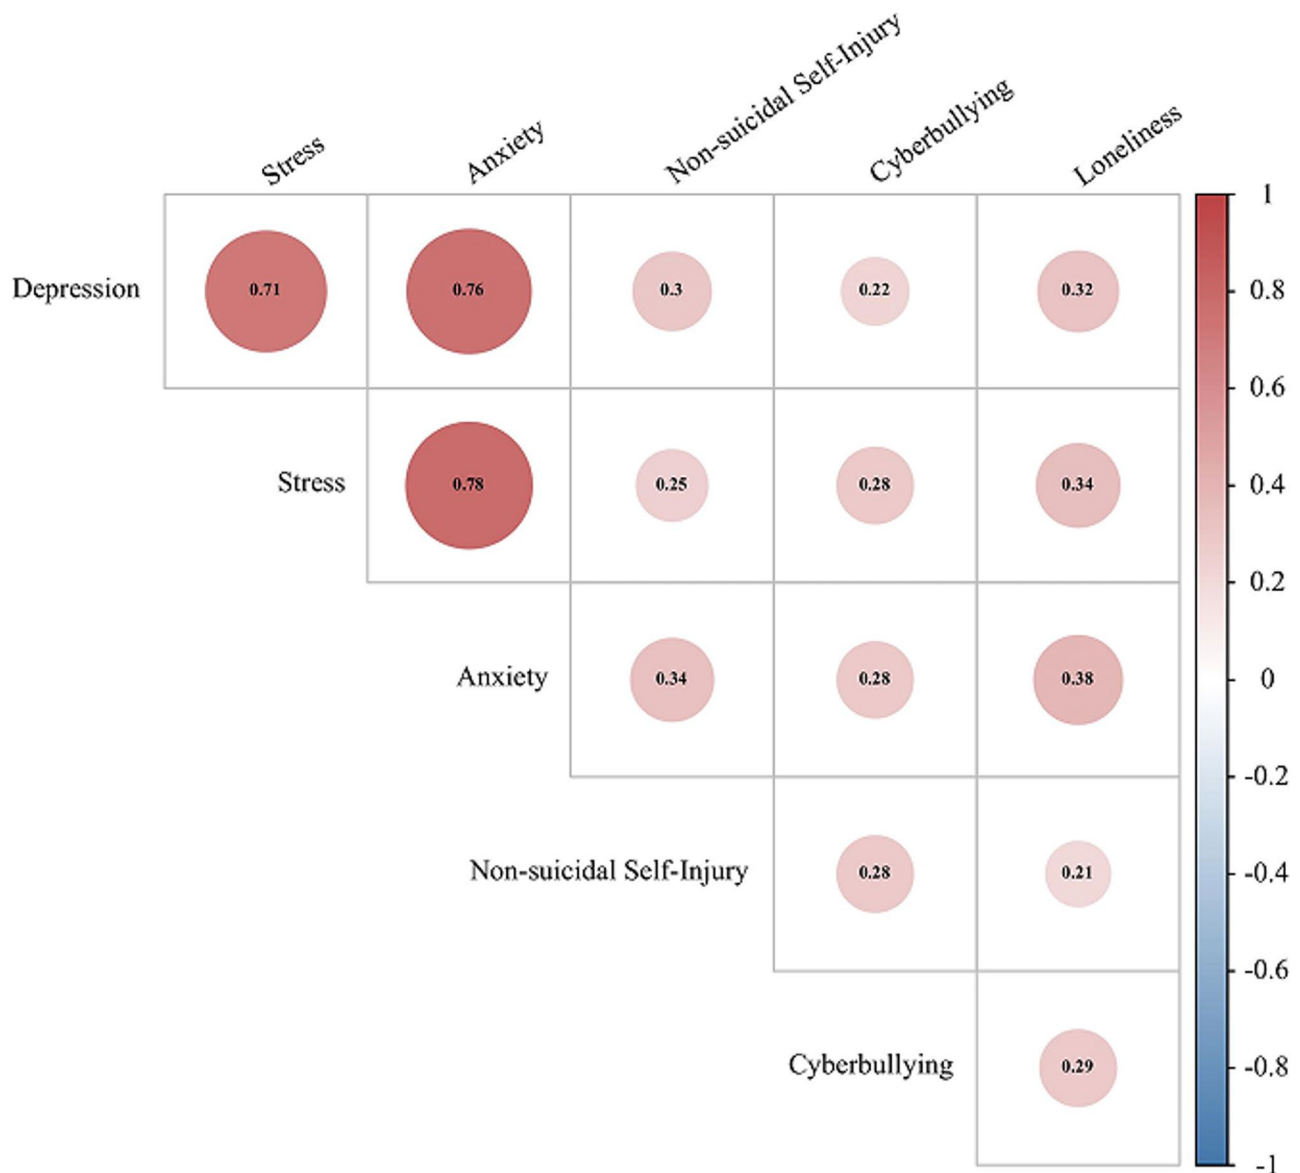 Stress
Anxiety
Non-suicidal Self-Injury
Cyberbullying
Loneliness
Depression
0.71
0.76
0.3
0.22
0.32
Stress
0.78
0.25
0.28
0.34
Anxiety
0.34
0.28
0.38
Non-suicidal Self-Injury
0.28
0.21
Cyberbullying
0.29
1
0.8
0.6
0.4
0.2
0
-0.2
-0.4
-0.6
-0.8
-1